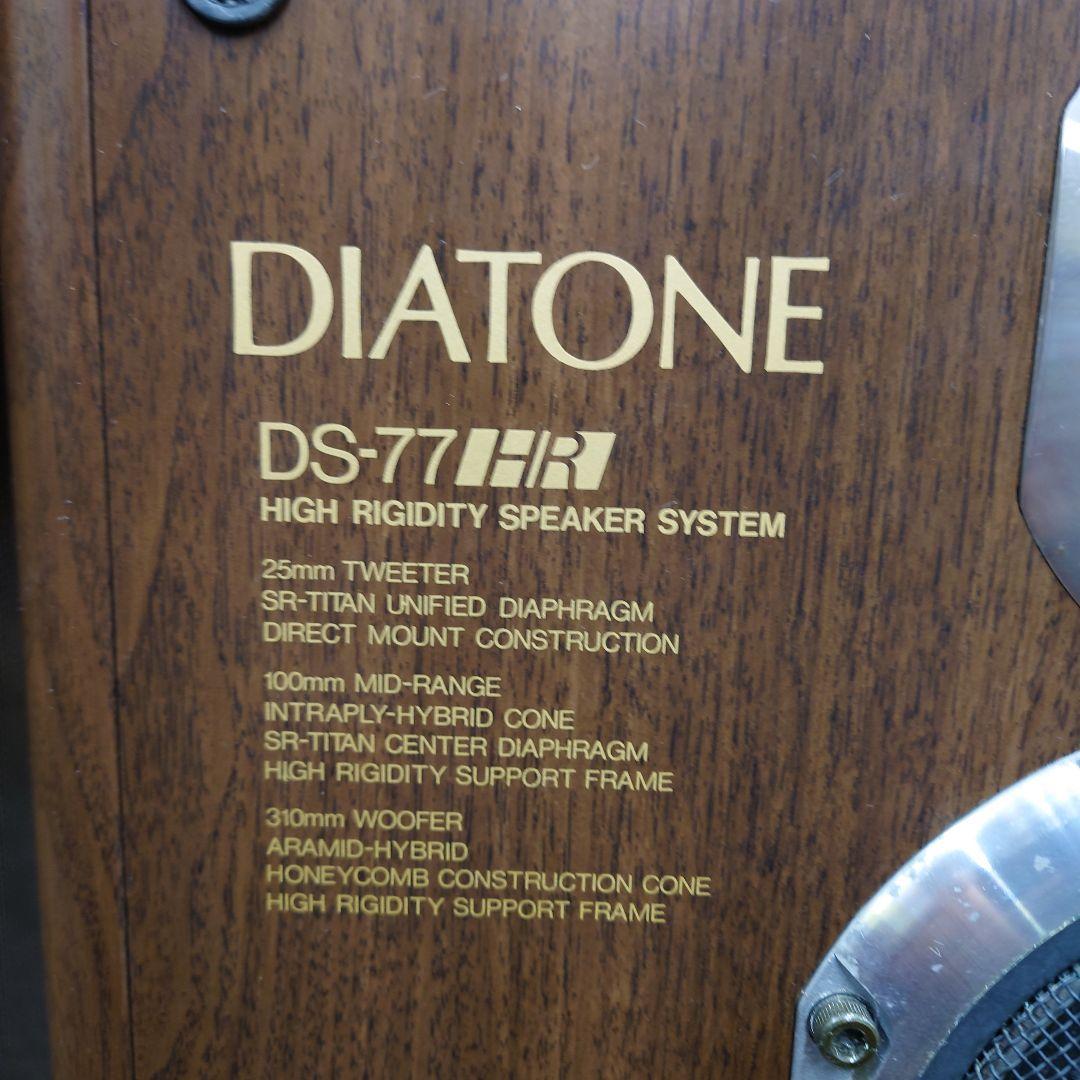 DIATONE
DS-77HR
HIGH RIGIDITY SPEAKER SYSTEM
25mm TWEETER
SR-TITAN UNIFIED DIAPHRAGM
DIRECT MOUNT CONSTRUCTION
100mm MID-RANGE
INTRAPLY-HYBRID CONE
SR-TITAN CENTER DIAPHRAGM
HIGH RIGIDITY SUPPORT FRAME
310mm WOOFER
ARAMID-HYBRID
HONEYCOMB CONSTRUCTION CONE
HIGH RIGIDITY SUPPORT FRAME